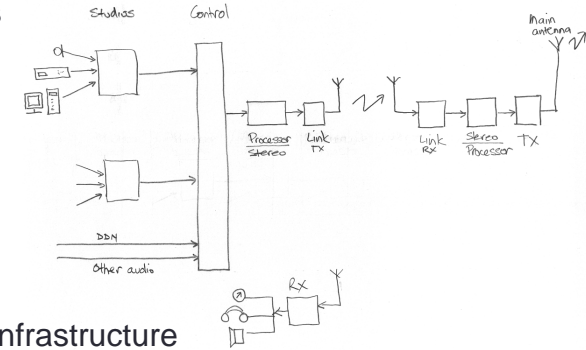 Studios
Control
Main
antenna
Processor
Stereo
Link
TX
Link
RX
Stereo
Processor
TX
DDN
Other audio
RX
nfrastructure